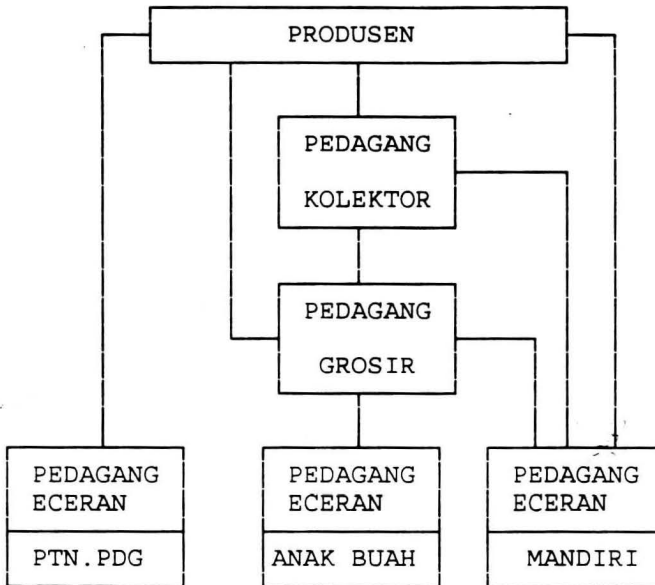 PRODUSEN
PEDAGANG
KOLEKTOR
PEDAGANG
GROSIR
PEDAGANG
ECERAN
PTN.PDG
PEDAGANG
ECERAN
ANAK BUAH
PEDAGANG
ECERAN
MANDIRI